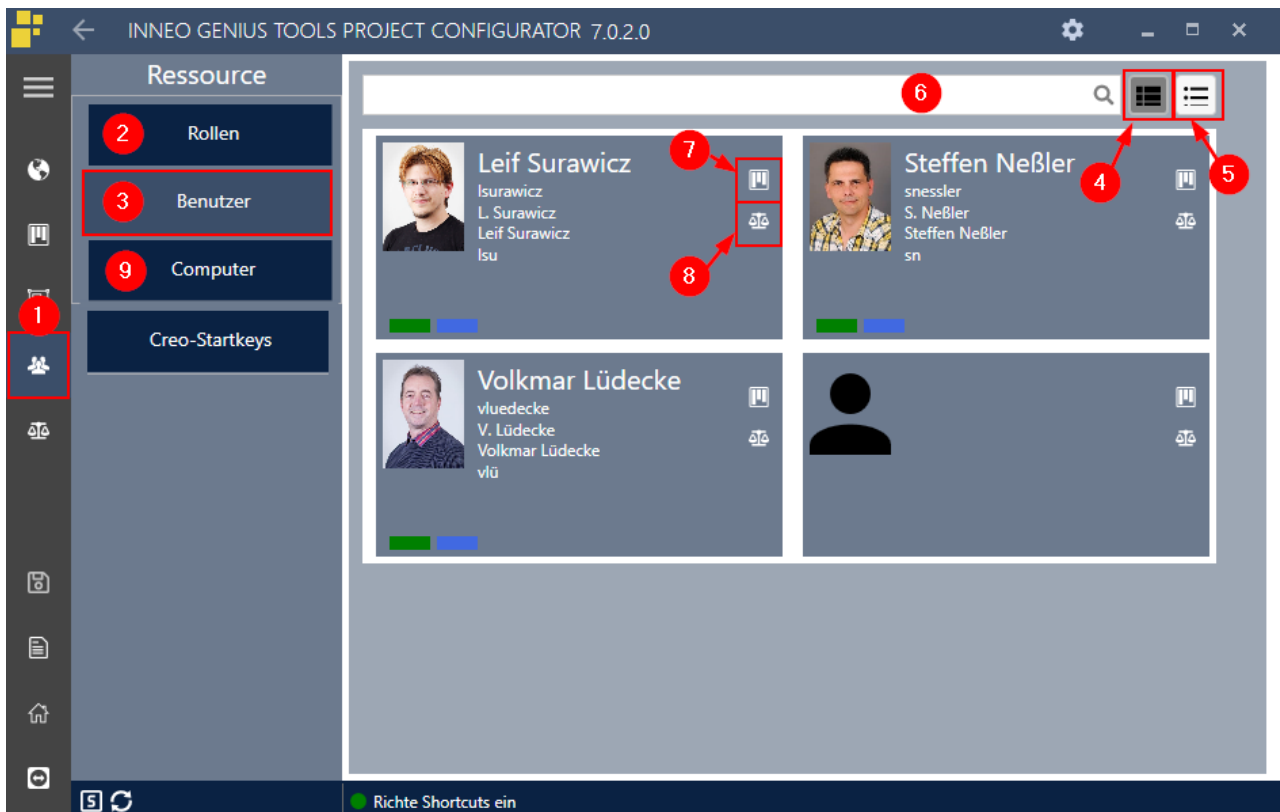 INNEO GENIUS TOOLS PROJECT CONFIGURATOR 7.0.2.0
Ressource
2 Rollen
3 Benutzer
9 Computer
Creo-Startkeys
1
6
4
5
7
8
Leif Surawicz
lsurawicz
L. Surawicz
Leif Surawicz
lsu
Steffen Neßler
snessler
S. Neßler
Steffen Neßler
sn
Volkmar Lüdecke
vluedecke
V. Lüdecke
Volkmar Lüdecke
vlü
S
Richte Shortcuts ein